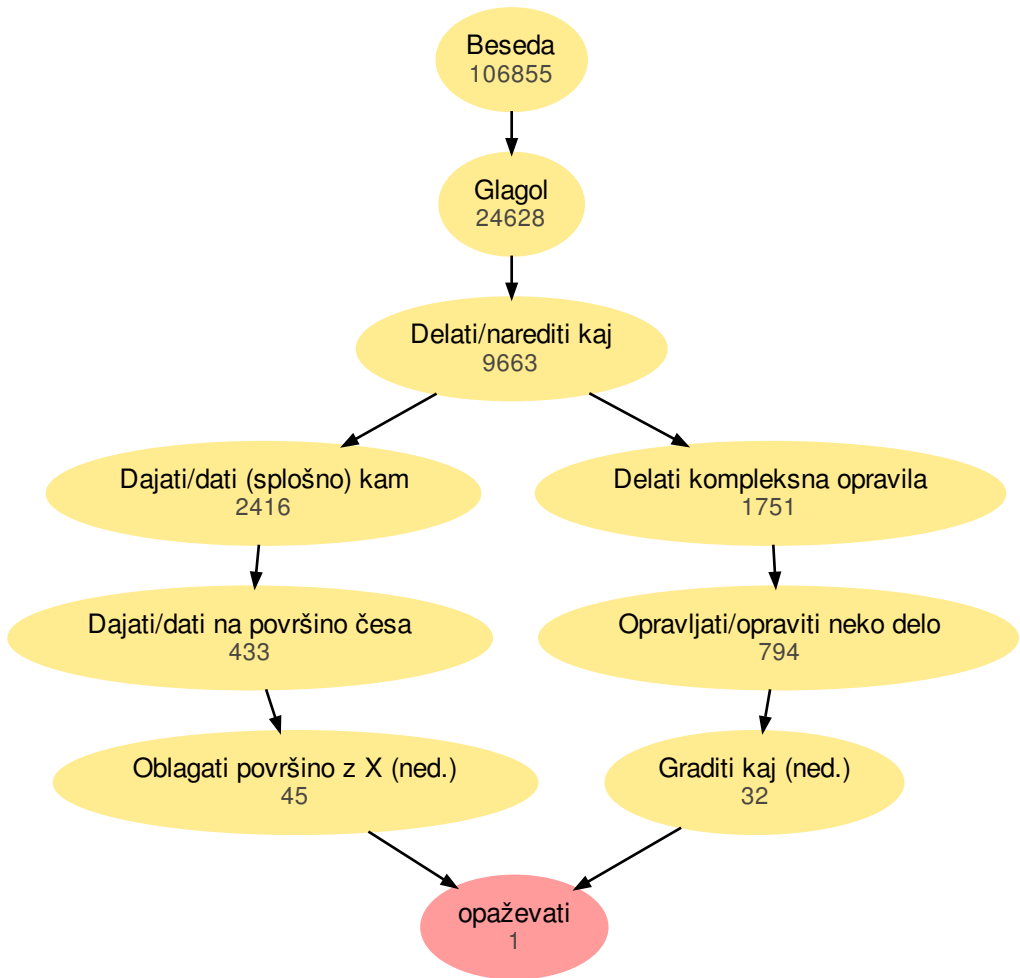 Beseda
106855
Glagol
24628
Delati/narediti kaj
9663
Dajati/dati (splošno) kam
2416
Delati kompleksna opravila
1751
Dajati/dati na površino česa
433
Opravljati/opraviti neko delo
794
Oblagati površino z X (ned.)
45
Graditi kaj (ned.)
32
opaževati
1